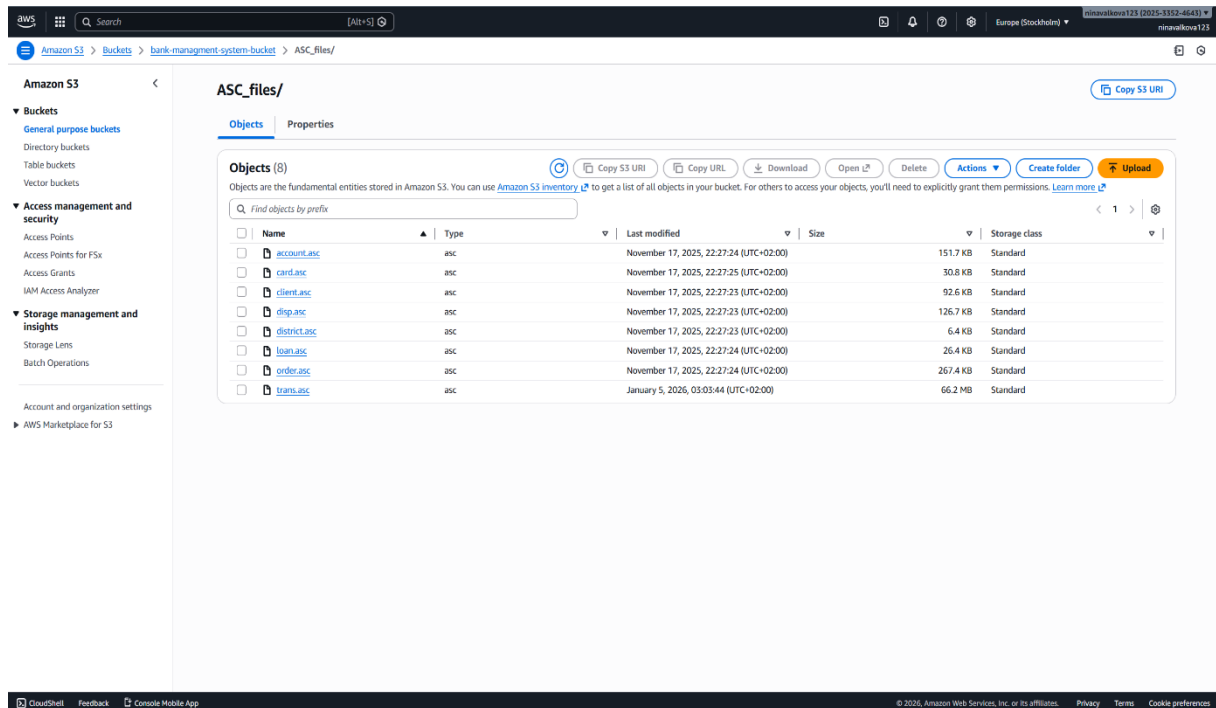 aws
Search [Alt+S]
Europe (Stockholm) ▼
ninavalkova123 (2025-3352-4643) ▼
ninavalkova123
Amazon S3 > Buckets > bank-managment-system-bucket > ASC_files/
Amazon S3
▼ Buckets
General purpose buckets
Directory buckets
Table buckets
Vector buckets
▼ Access management and
security
Access Points
Access Points for FSx
Access Grants
IAM Access Analyzer
▼ Storage management and
insights
Storage Lens
Batch Operations
Account and organization settings
▶ AWS Marketplace for S3
ASC_files/
Copy S3 URI
Objects Properties
Objects (8)
Copy S3 URI Copy URL Download Open Delete Actions ▼ Create folder Upload
Objects are the fundamental entities stored in Amazon S3. You can use Amazon S3 inventory to get a list of all objects in your bucket. For others to access your objects, you'll need to explicitly grant them permissions. Learn more
Find objects by prefix
< 1 >
Name Type Last modified Size Storage class
account.asc asc November 17, 2025, 22:27:24 (UTC+02:00) 151.7 KB Standard
card.asc asc November 17, 2025, 22:27:25 (UTC+02:00) 30.8 KB Standard
client.asc asc November 17, 2025, 22:27:23 (UTC+02:00) 92.6 KB Standard
disp.asc asc November 17, 2025, 22:27:23 (UTC+02:00) 126.7 KB Standard
district.asc asc November 17, 2025, 22:27:23 (UTC+02:00) 6.4 KB Standard
loan.asc asc November 17, 2025, 22:27:24 (UTC+02:00) 26.4 KB Standard
order.asc asc November 17, 2025, 22:27:24 (UTC+02:00) 267.4 KB Standard
trans.asc asc January 5, 2026, 03:03:44 (UTC+02:00) 66.2 MB Standard
CloudShell Feedback Console Mobile App
© 2026, Amazon Web Services, Inc. or its affiliates. Privacy Terms Cookie preferences